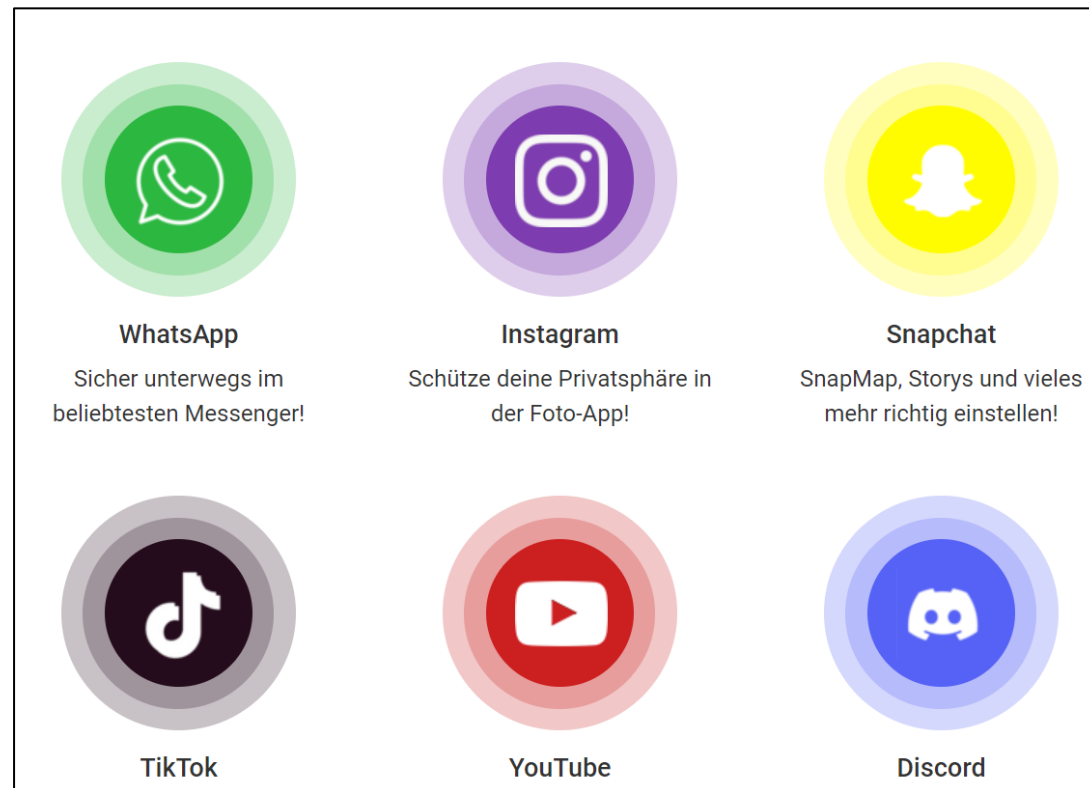 WhatsApp
Sicher unterwegs im
beliebtesten Messenger!
Instagram
Schütze deine Privatsphäre in
der Foto-App!
Snapchat
SnapMap, Storys und vieles
mehr richtig einstellen!
TikTok
YouTube
Discord